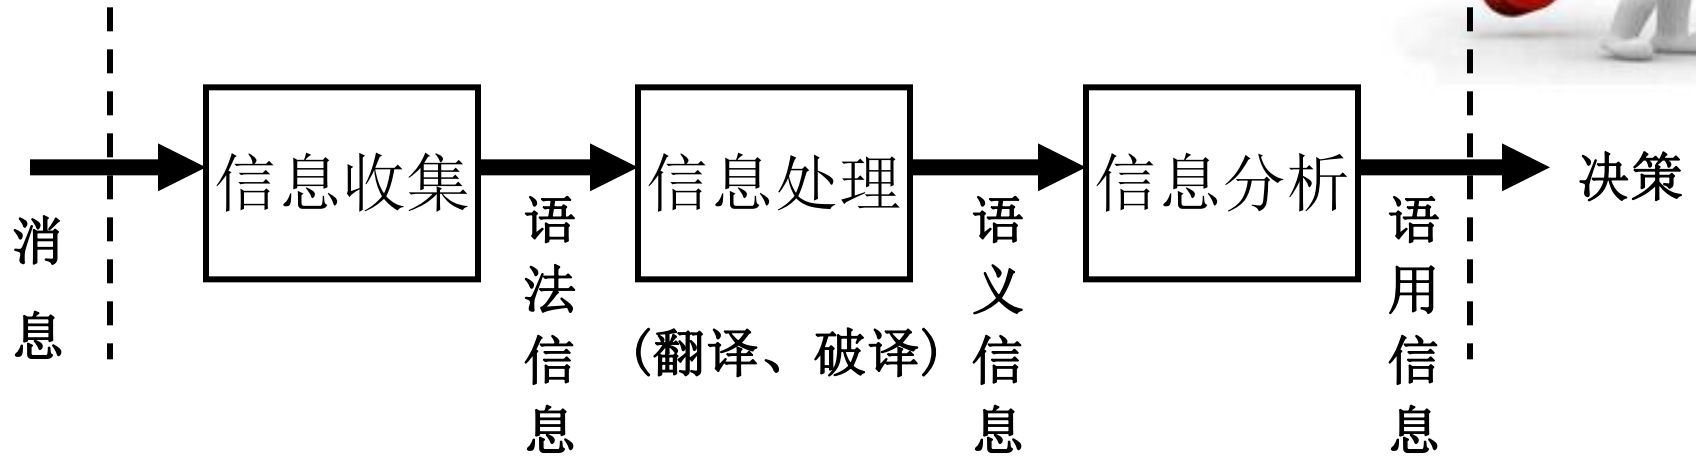 消息
信息收集
语法信息
信息处理
(翻译、破译)
语义信息
信息分析
语用信息
决策